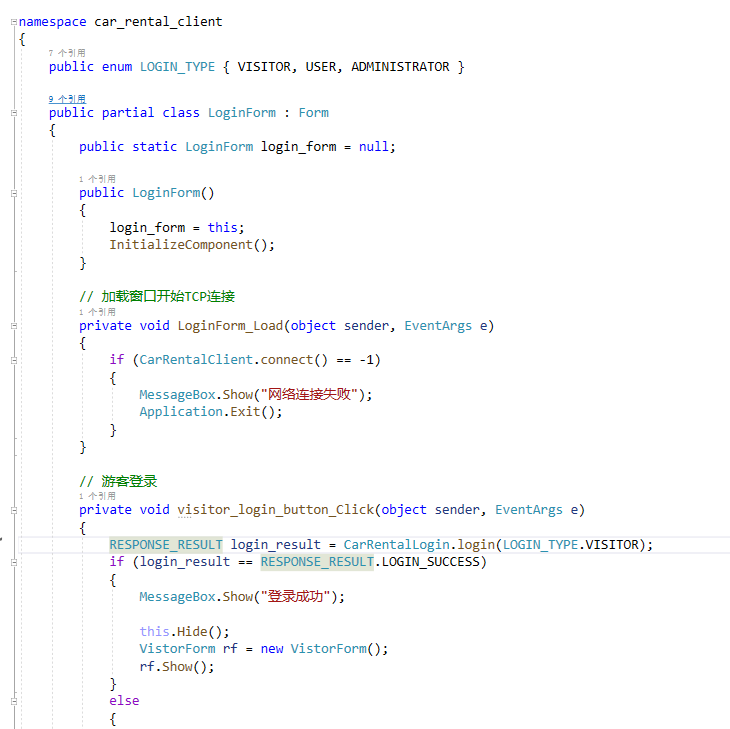 namespace car_rental_client
{
7 个引用
public enum LOGIN_TYPE { VISITOR, USER, ADMINISTRATOR }
9 个引用
public partial class LoginForm : Form
{
public static LoginForm login_form = null;
1 个引用
public LoginForm()
{
login_form = this;
InitializeComponent();
}
// 加载窗口开始TCP连接
1 个引用
private void LoginForm_Load(object sender, EventArgs e)
{
if (CarRentalClient.connect() == -1)
{
MessageBox.Show("网络连接失败");
Application.Exit();
}
}
// 游客登录
1 个引用
private void visitor_login_button_Click(object sender, EventArgs e)
{
RESPONSE_RESULT login_result = CarRentalLogin.login(LOGIN_TYPE.VISITOR);
if (login_result == RESPONSE_RESULT.LOGIN_SUCCESS)
{
MessageBox.Show("登录成功");
this.Hide();
VistorForm rf = new VistorForm();
rf.Show();
}
else
{